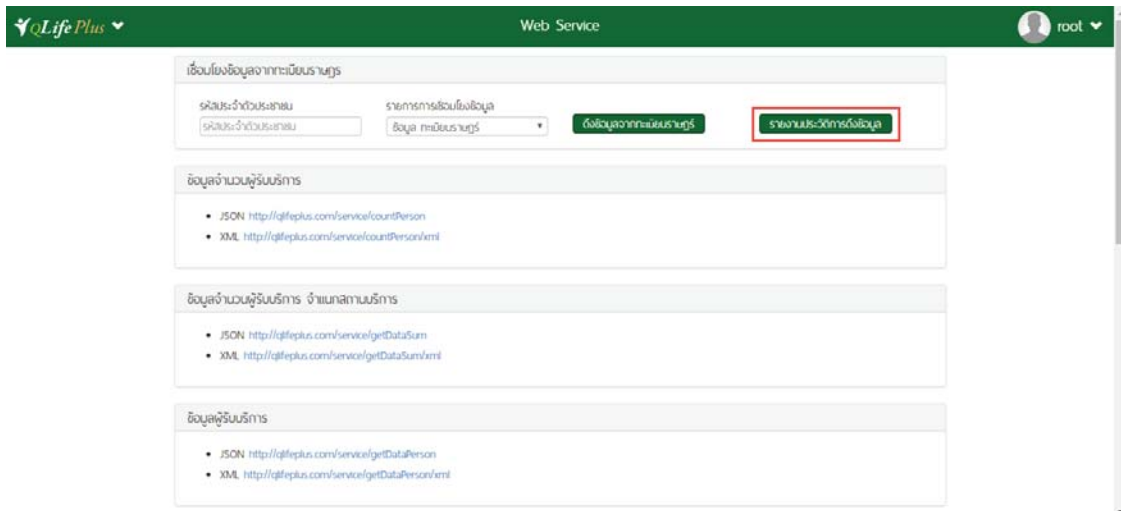 QLife Plus
Web Service
root
เชื่อมโยงข้อมูลจากทะเบียนราษฎร
รหัสประจำตัวประชาชน
รายการการเชื่อมโยงข้อมูล
รหัสประจำตัวประชาชน
ข้อมูล ทะเบียนราษฎร์
ดึงข้อมูลจากทะเบียนราษฎร์
รายงานประวัติการดึงข้อมูล
ข้อมูลจำนวนผู้รับบริการ
JSON http://qlifeplus.com/service/countPerson
XML http://qlifeplus.com/service/countPerson/xml
ข้อมูลจำนวนผู้รับบริการ จำแนกสถานบริการ
JSON http://qlifeplus.com/service/getDataSum
XML http://qlifeplus.com/service/getDataSum/xml
ข้อมูลผู้รับบริการ
JSON http://qlifeplus.com/service/getDataPerson
XML http://qlifeplus.com/service/getDataPerson/xml